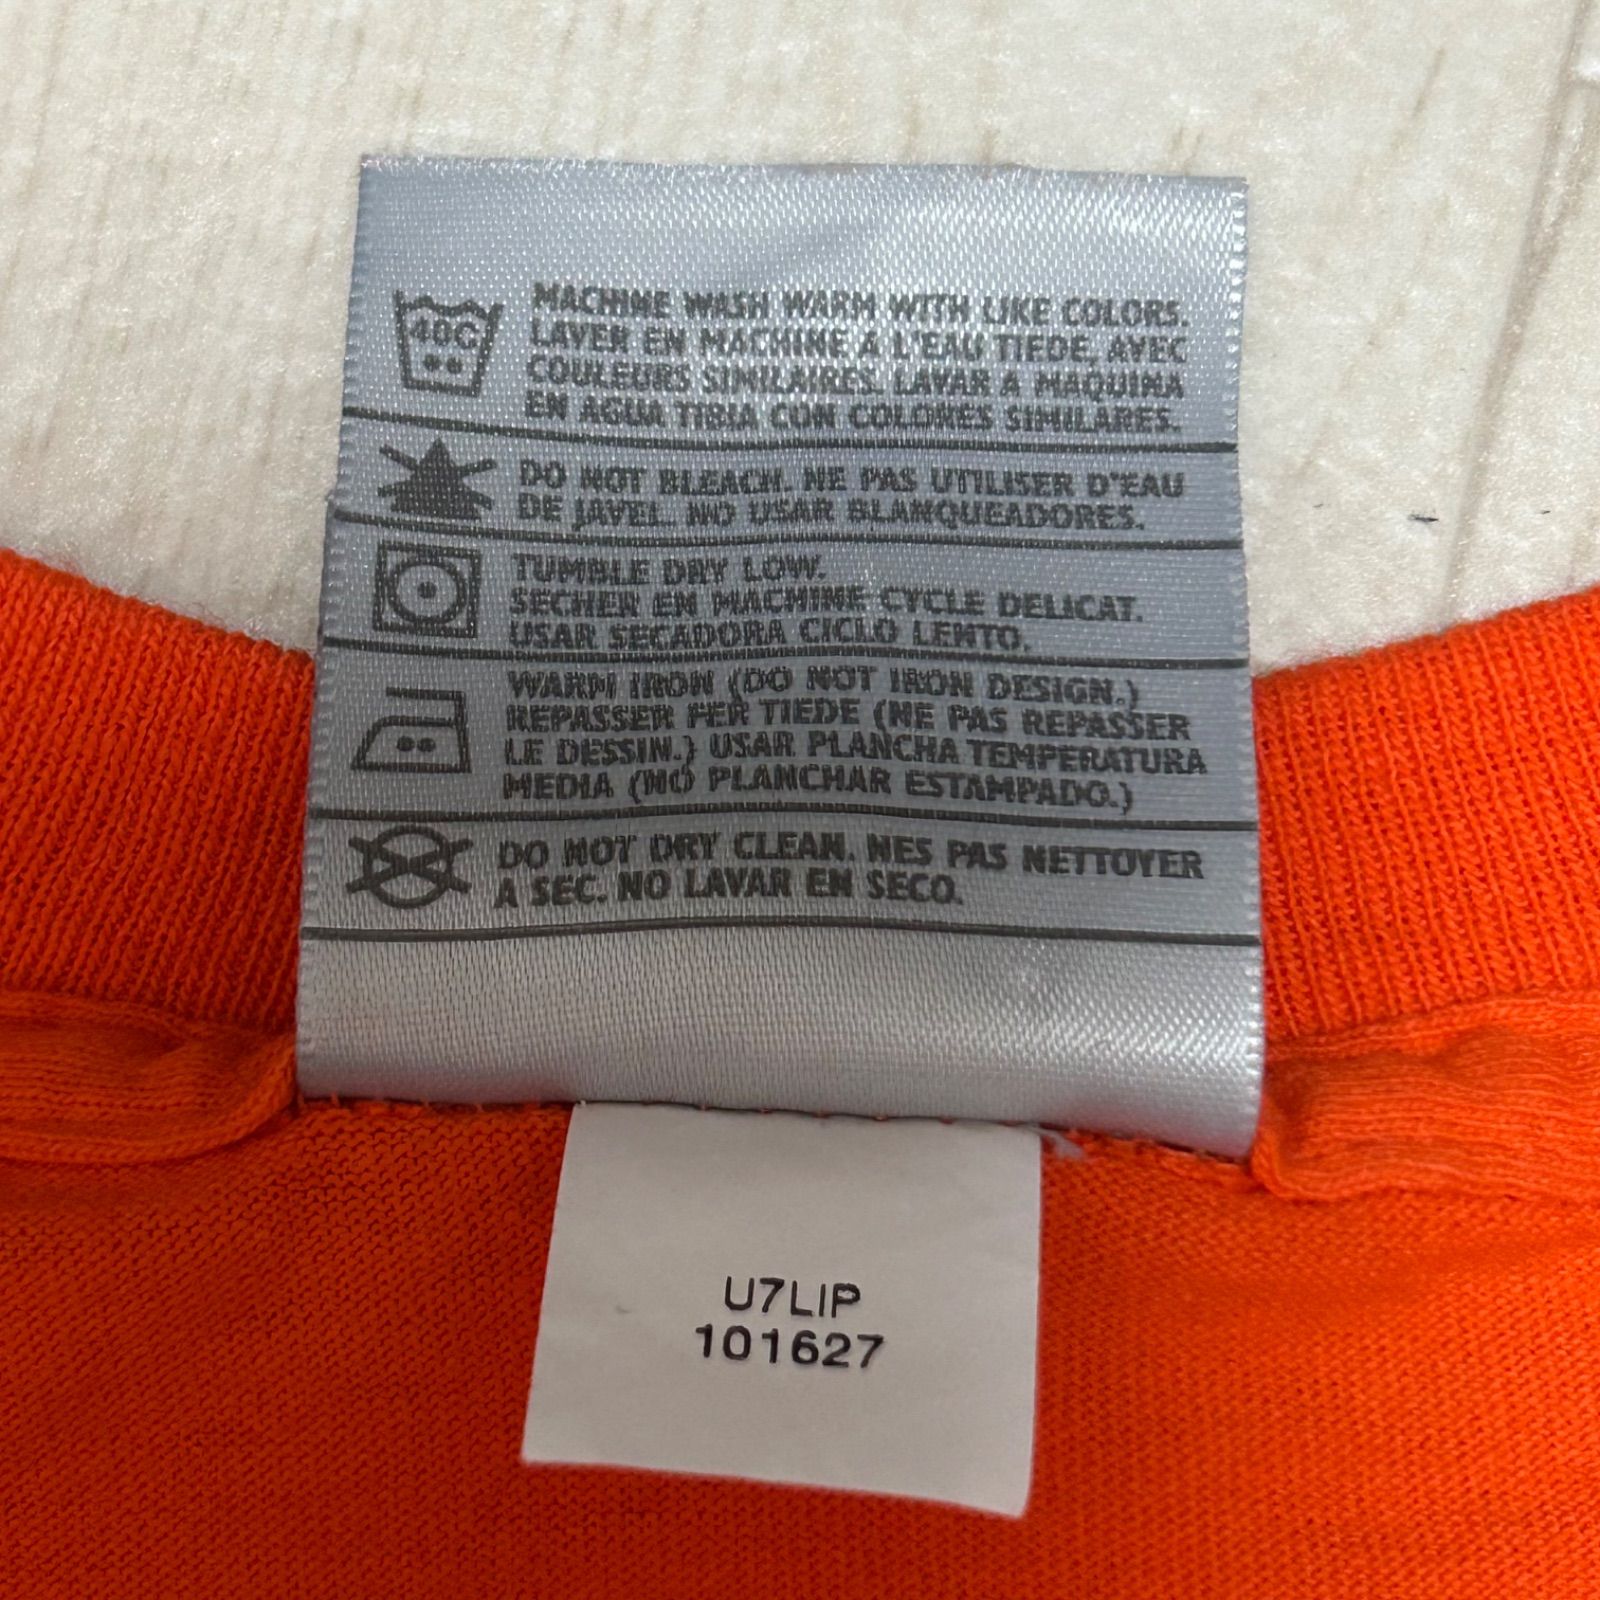 40C
MACHINE WASH WARM WITH LIKE COLORS.
LAVER EN MACHINE À L'EAU TIEDE, AVEC
COULEURS SIMILAIRES. LAVAR A MAQUINA
EN AGUA TIBIA CON COLORES SIMILARES.
DO NOT BLEACH. NE PAS UTILISER D'EAU
DE JAVEL. NO USAR BLANQUEADORES.
TUMBLE DRY LOW.
SECHER EN MACHINE CYCLE DELICAT.
USAR SECADORA CICLO LENTO.
WARM IRON (DO NOT IRON DESIGN.)
REPASSER FER TIEDE (NE PAS REPASSER
LE DESSIN.) USAR PLANCHA TEMPERATURA
MEDIA (NO PLANCHAR ESTAMPADO.)
DO NOT DRY CLEAN. NES PAS NETTOYER
A SEC. NO LAVAR EN SECO.
U7LIP
101627